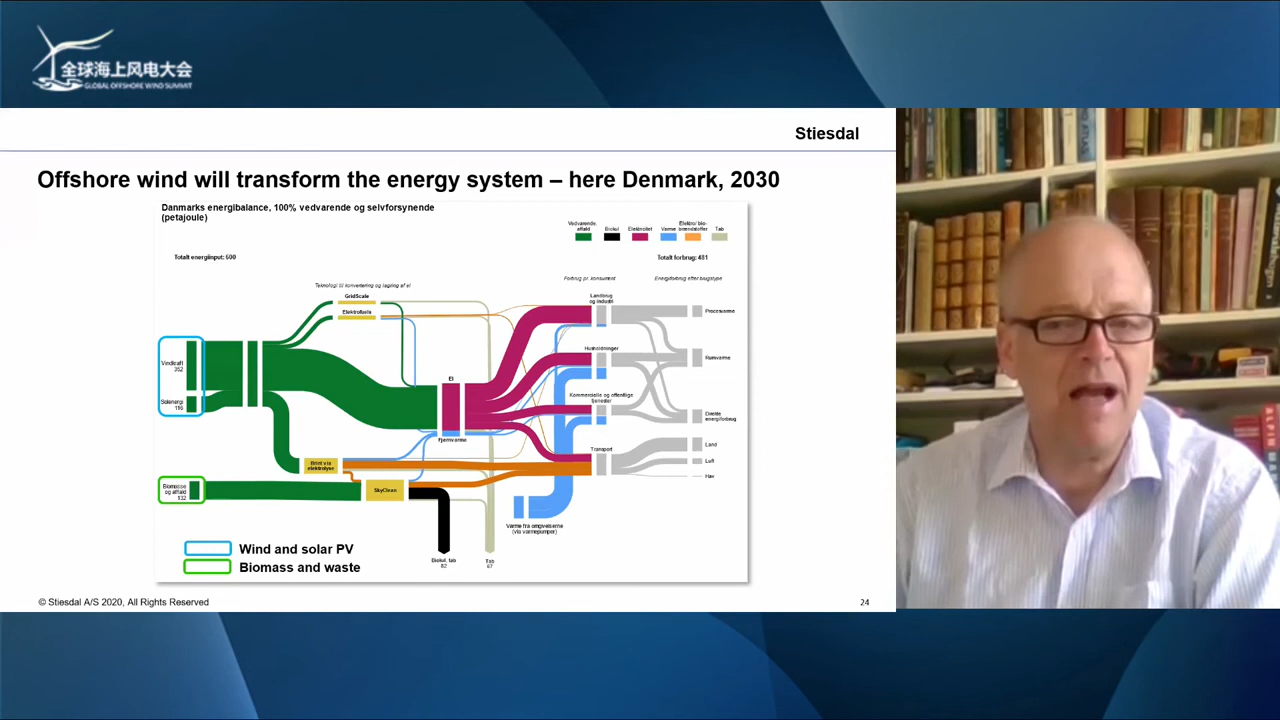 全球海上风电大会
GLOBAL OFFSHORE WIND SUMMIT
Stiesdal
Offshore wind will transform the energy system – here Denmark, 2030
Danmarks energibalance, 100% vedvarende og selvforsynende
(petajoule)
Vedvarende,
affald
Biokul
Elektricitet
Varme
Elektro/ bio-
brændstoffer
Tab
Totalt energiinput: 600
Totalt forbrug: 481
Teknologi til konvertering og lagring af el
Forbrug pr. konsument
Energiforbrug efter brugstype
GridScale
Elektrofuels
Landbrug
og industri
Procesvarme
Vindkraft
352
Husholdninger
Rumvarme
El
Solenergi
116
Kommercielle og offentlige
tjenester
Direkte
energiforbrug
Fjernvarme
Transport
Land
Brint via
elektrolyse
Luft
Hav
Biomasse
og affald
132
SkyClean
Varme fra omgivelserne
(via varmepumper)
Wind and solar PV
Biomass and waste
Biokul, tab
82
Tab
67
© Stiesdal A/S 2020, All Rights Reserved
24